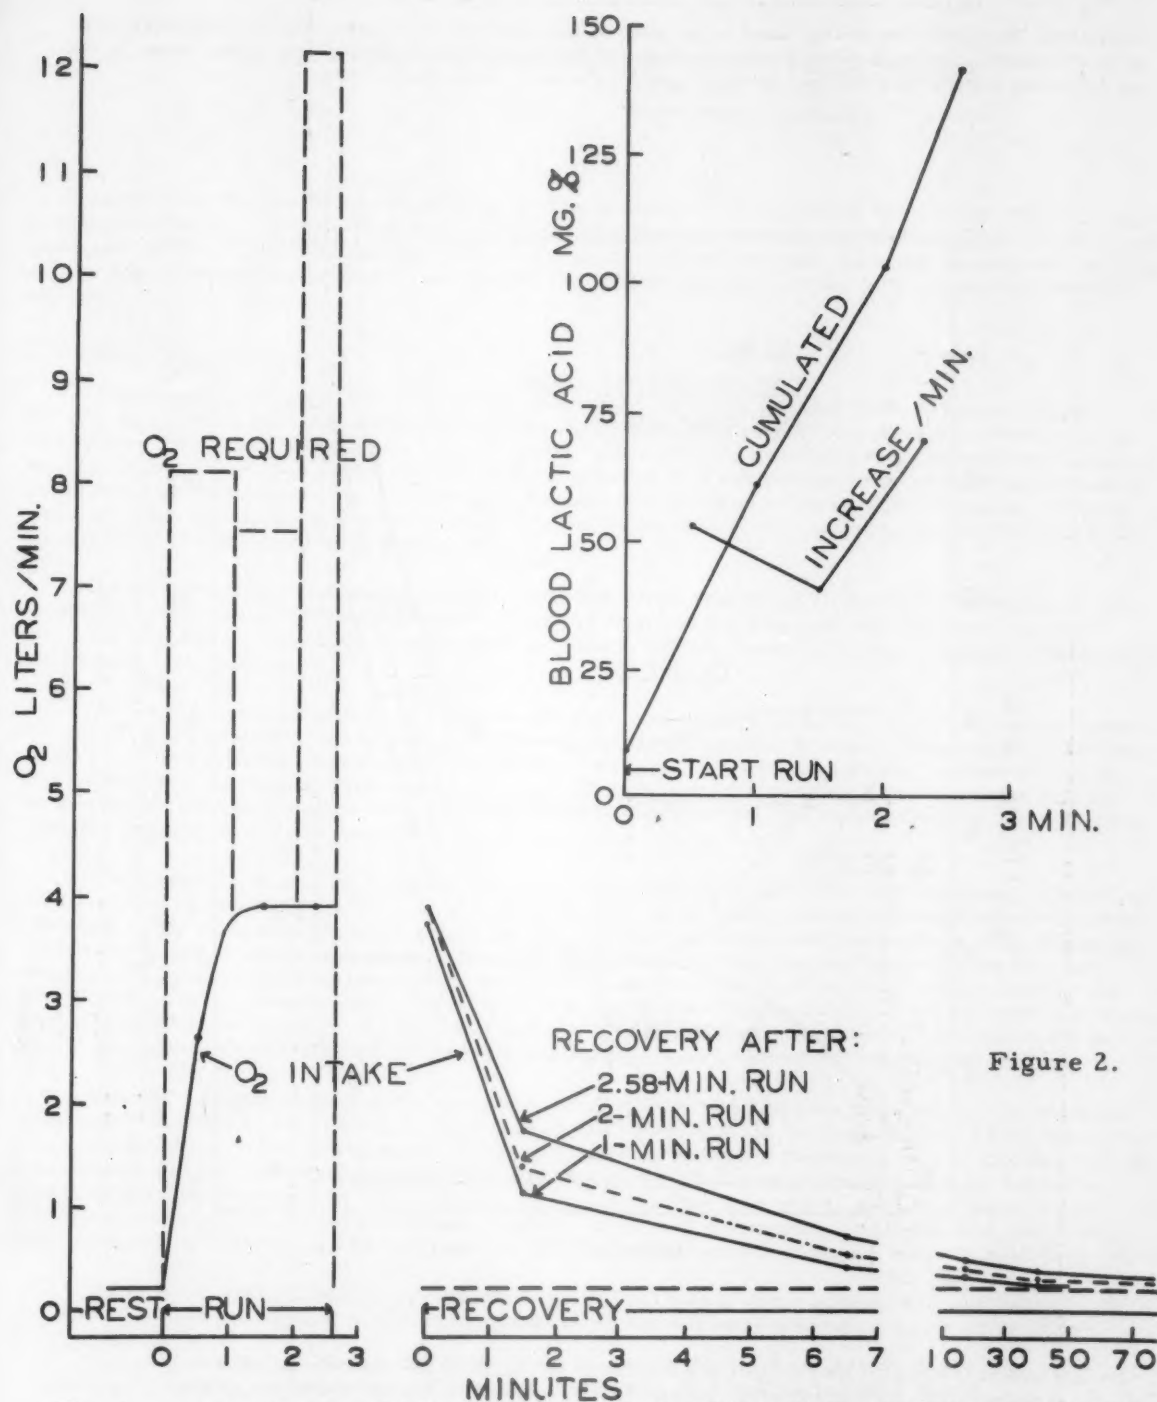 12
11
10
9
8
7
6
5
4
3
2
1
0
O₂ LITERS/MIN.
O₂ REQUIRED
O₂ INTAKE
REST
RUN
0 1 2 3
150
125
100
75
50
25
0
BLOOD LACTIC ACID - MG. %
CUMULATED
INCREASE/MIN.
START RUN
0 1 2 3 MIN.
RECOVERY AFTER:
2.58-MIN. RUN
2-MIN. RUN
1-MIN. RUN
Figure 2.
RECOVERY
0 1 2 3 4 5 6 7
10 30 50 70
MINUTES